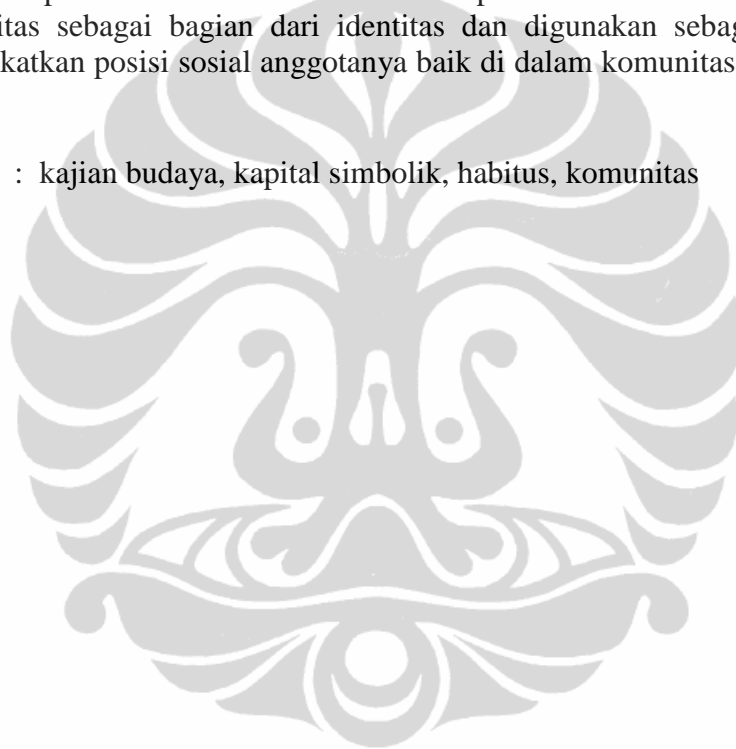 itas sebagai bagian dari identitas dan digunakan sebag
katkan posisi sosial anggotanya baik di dalam komunitas
: kajian budaya, kapital simbolik, habitus, komunitas